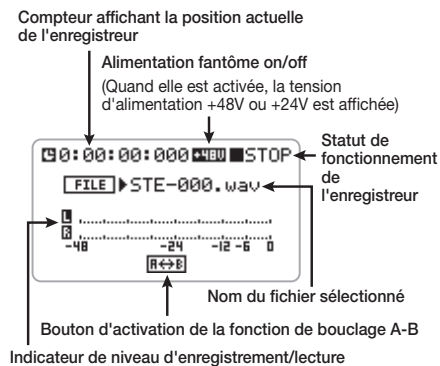 Compteur affichant la position actuelle
de l'enregistreur
Alimentation fantôme on/off
(Quand elle est activée, la tension
d'alimentation +48V ou +24V est affichée)
0:00:00:000 +48V STOP
Statut de
fonctionnement
de
l'enregistreur
FILE STE-000.wav
L
R
-48 -24 -12 -6 0
A↔B
Nom du fichier sélectionné
Bouton d'activation de la fonction de bouclage A-B
Indicateur de niveau d'enregistrement/lecture